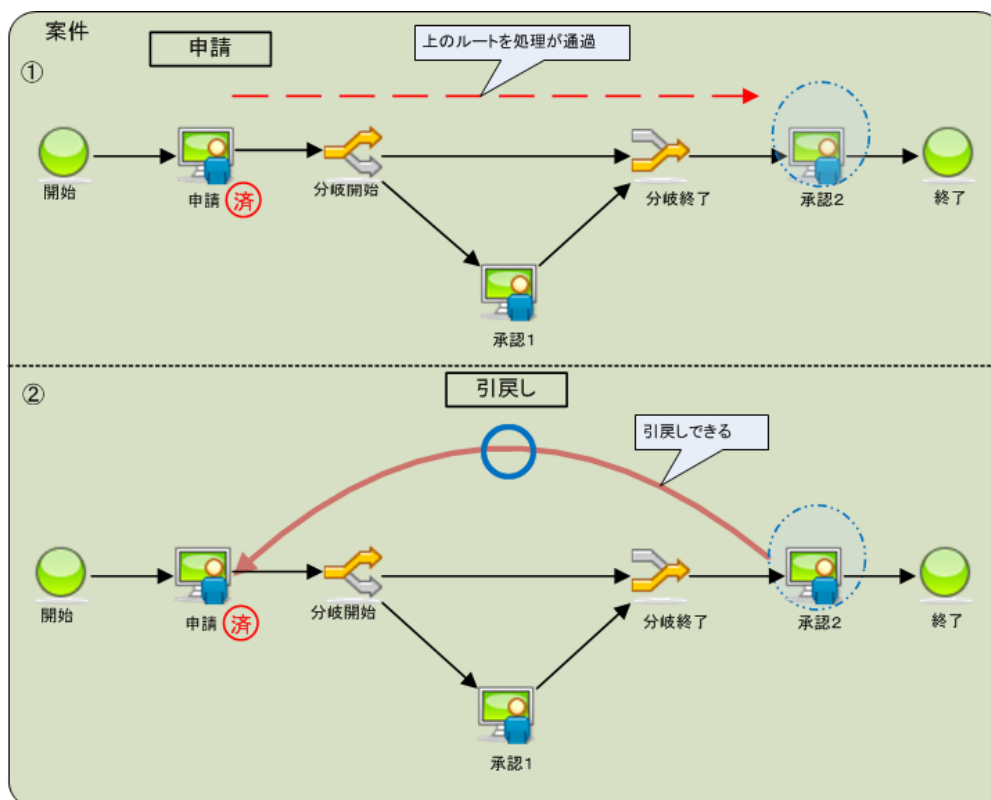 案件
申請
上のルートを処理が通過
①
開始
申請
済
分岐開始
分岐終了
承認2
終了
承認1
②
引戻し
引戻しできる
開始
申請
済
分岐開始
分岐終了
承認2
終了
承認1